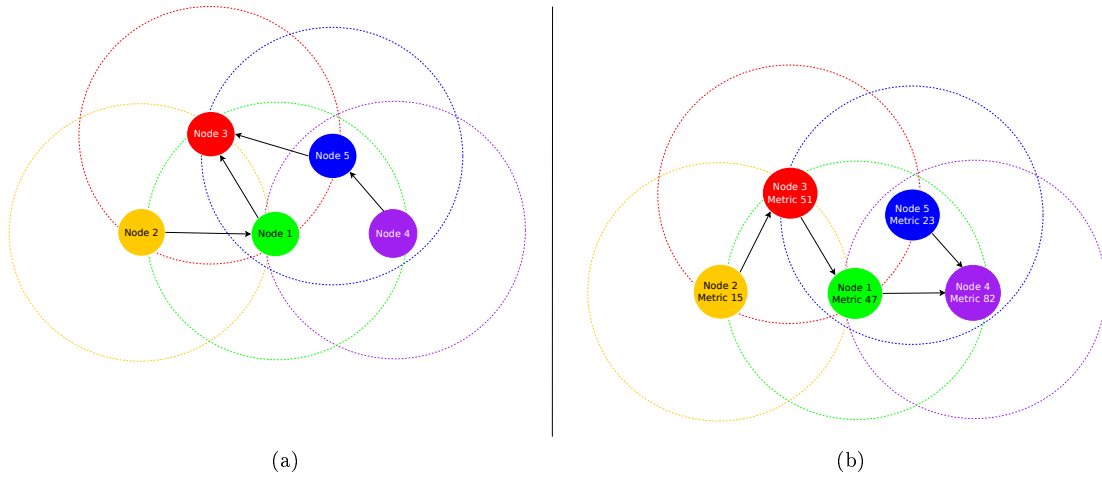 Node 3
Node 5
Node 2
Node 1
Node 4
(a)
Node 3
Metric 51
Node 5
Metric 23
Node 2
Metric 15
Node 1
Metric 47
Node 4
Metric 82
(b)